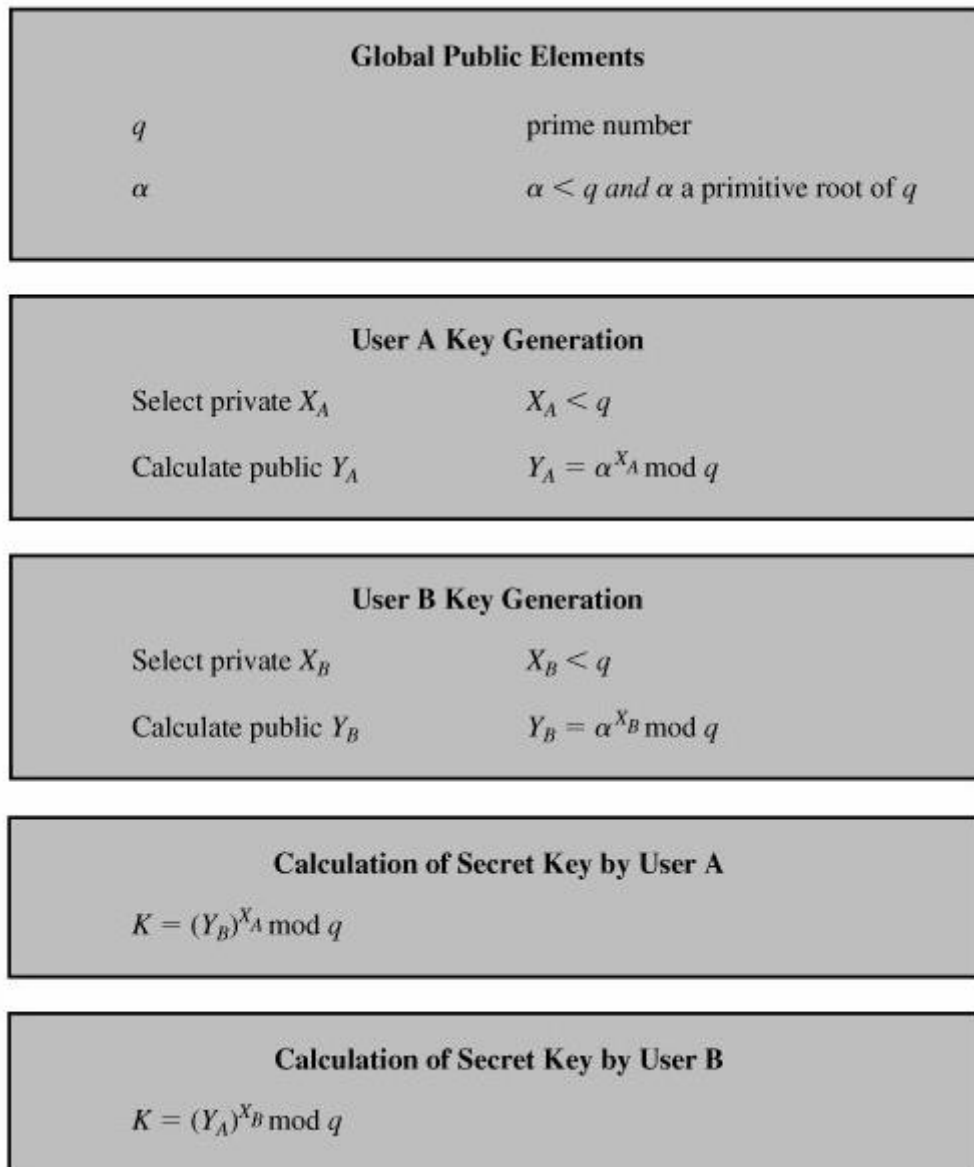 Global Public Elements
q prime number
α α < q and α a primitive root of q
User A Key Generation
Select private X_A X_A < q
Calculate public Y_A Y_A = α^{X_A} mod q
User B Key Generation
Select private X_B X_B < q
Calculate public Y_B Y_B = α^{X_B} mod q
Calculation of Secret Key by User A
K = (Y_B)^{X_A} mod q
Calculation of Secret Key by User B
K = (Y_A)^{X_B} mod q